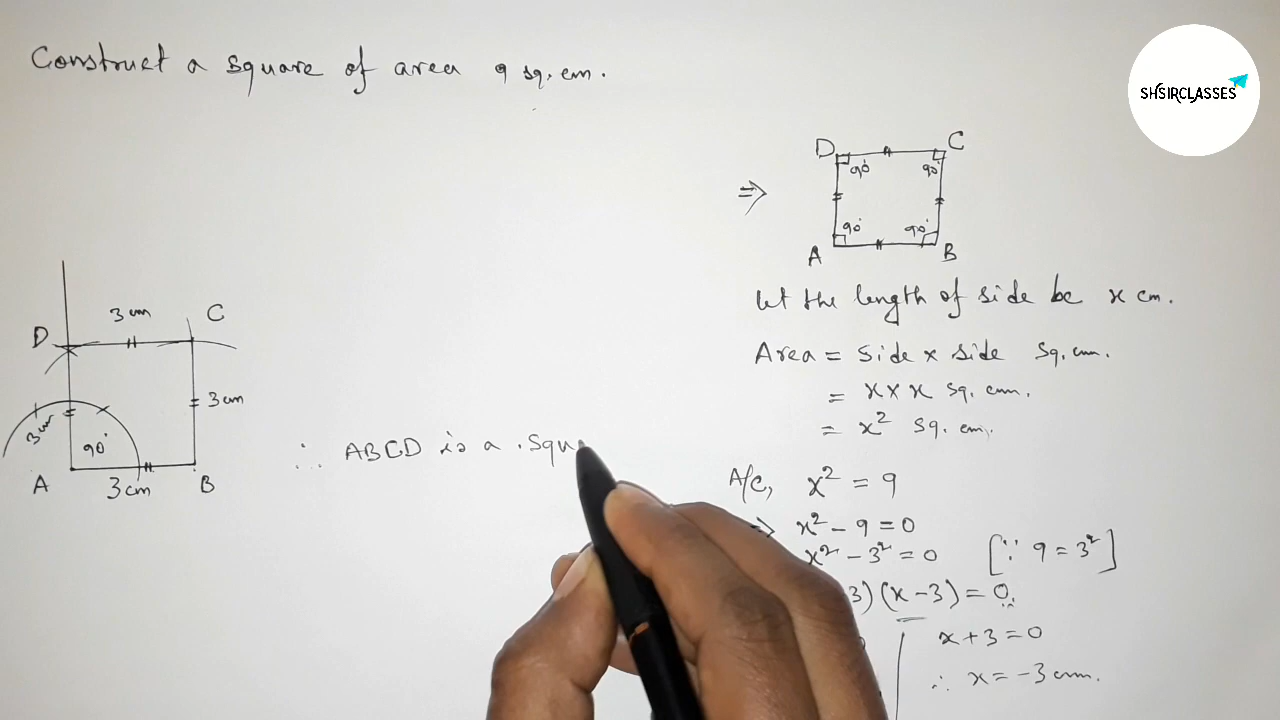 Construct a square of area 9 sq. cm.
SHSIRCLASSES
D C
90° 90°
⇒
90° 90°
A B
let the length of side be x cm.
Area = Side × side Sq. cm.
= x × x Sq. cm.
= x² Sq. cm.
A/C, x² = 9
⇒ x² - 9 = 0
x² - 3² = 0 [∵ 9 = 3²]
3) (x - 3) = 0
x + 3 = 0
∴ x = -3 cm.
3 cm C
D
3 cm
3 cm
90°
A 3 cm B
∴ ABCD is a Squ